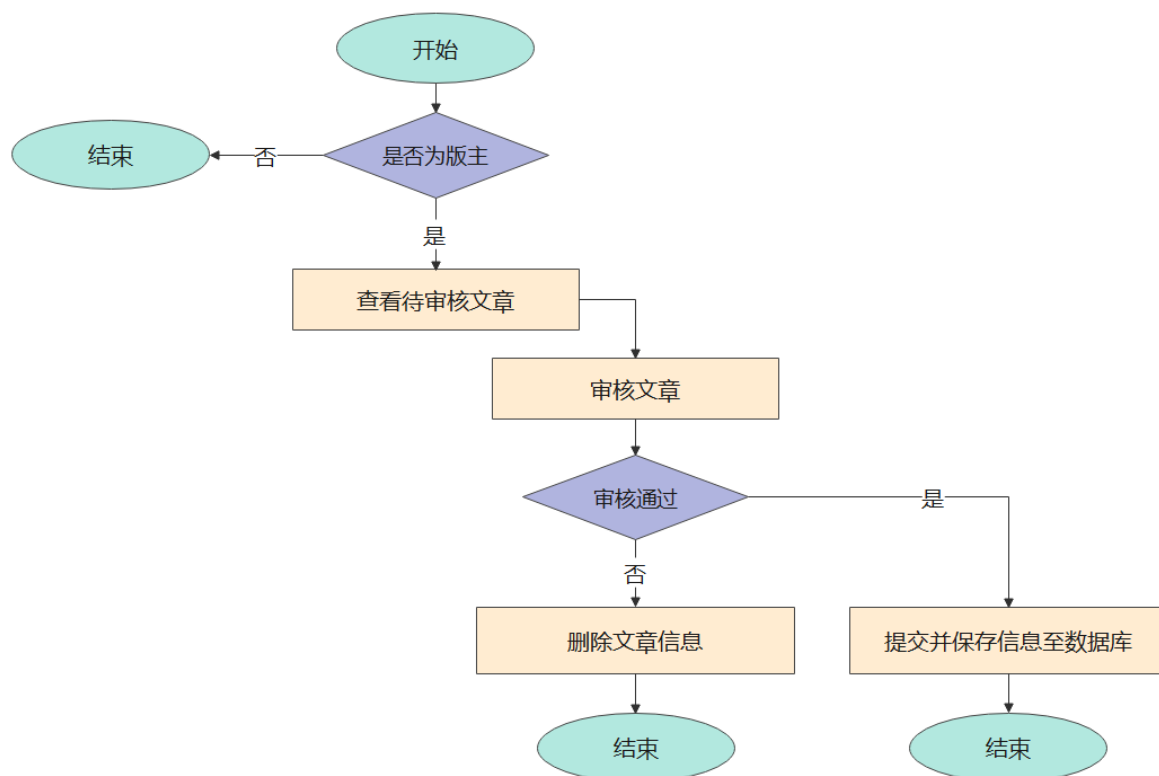 开始
结束
否
是否为版主
是
查看待审核文章
审核文章
审核通过
是
否
删除文章信息
提交并保存信息至数据库
结束
结束